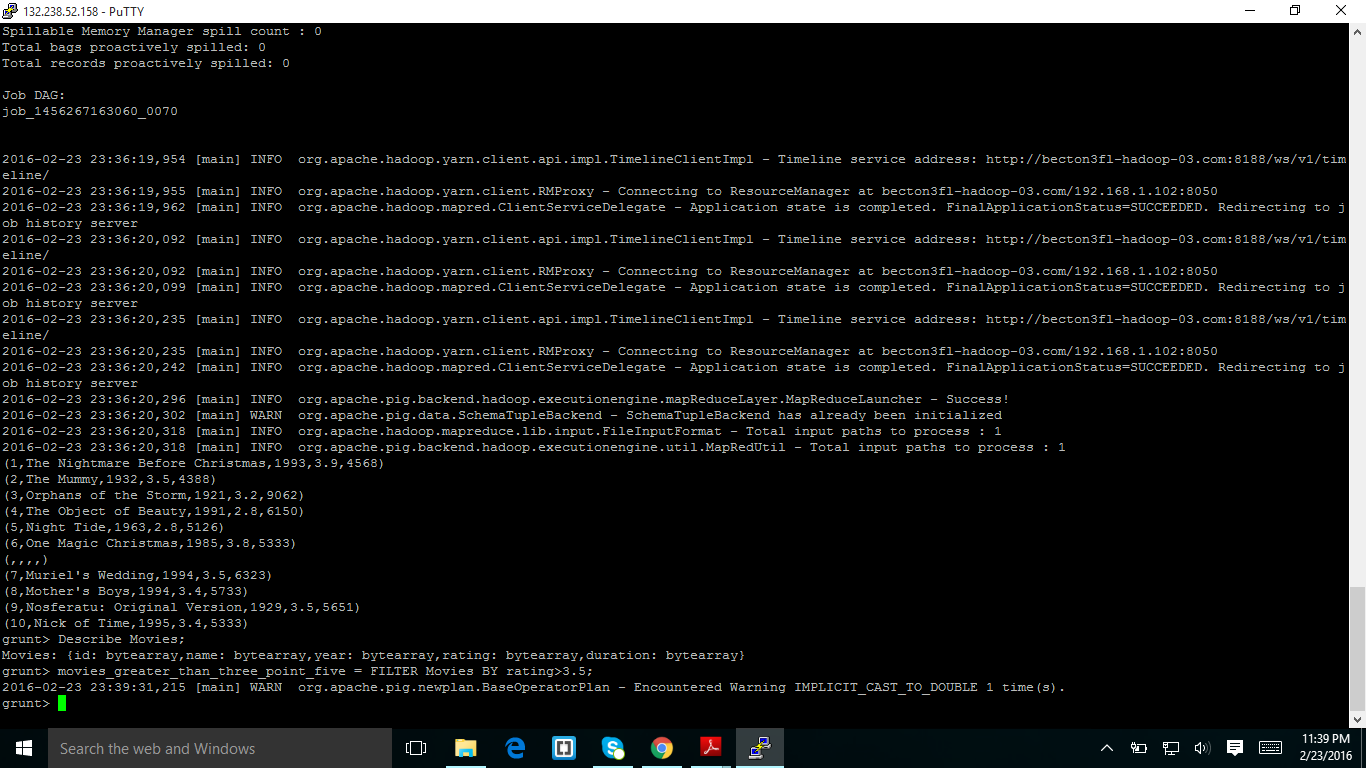 132.238.52.158 - PuTTY
Spillable Memory Manager spill count : 0
Total bags proactively spilled: 0
Total records proactively spilled: 0
Job DAG:
job_1456267163060_0070
2016-02-23 23:36:19,954 [main] INFO  org.apache.hadoop.yarn.client.api.impl.TimelineClientImpl - Timeline service address: http://becton3fl-hadoop-03.com:8188/ws/v1/tim
eline/
2016-02-23 23:36:19,955 [main] INFO  org.apache.hadoop.yarn.client.RMProxy - Connecting to ResourceManager at becton3fl-hadoop-03.com/192.168.1.102:8050
2016-02-23 23:36:19,962 [main] INFO  org.apache.hadoop.mapred.ClientServiceDelegate - Application state is completed. FinalApplicationStatus=SUCCEEDED. Redirecting to j
ob history server
2016-02-23 23:36:20,092 [main] INFO  org.apache.hadoop.yarn.client.api.impl.TimelineClientImpl - Timeline service address: http://becton3fl-hadoop-03.com:8188/ws/v1/tim
eline/
2016-02-23 23:36:20,092 [main] INFO  org.apache.hadoop.yarn.client.RMProxy - Connecting to ResourceManager at becton3fl-hadoop-03.com/192.168.1.102:8050
2016-02-23 23:36:20,099 [main] INFO  org.apache.hadoop.mapred.ClientServiceDelegate - Application state is completed. FinalApplicationStatus=SUCCEEDED. Redirecting to j
ob history server
2016-02-23 23:36:20,235 [main] INFO  org.apache.hadoop.yarn.client.api.impl.TimelineClientImpl - Timeline service address: http://becton3fl-hadoop-03.com:8188/ws/v1/tim
eline/
2016-02-23 23:36:20,235 [main] INFO  org.apache.hadoop.yarn.client.RMProxy - Connecting to ResourceManager at becton3fl-hadoop-03.com/192.168.1.102:8050
2016-02-23 23:36:20,242 [main] INFO  org.apache.hadoop.mapred.ClientServiceDelegate - Application state is completed. FinalApplicationStatus=SUCCEEDED. Redirecting to j
ob history server
2016-02-23 23:36:20,296 [main] INFO  org.apache.pig.backend.hadoop.executionengine.mapReduceLayer.MapReduceLauncher - Success!
2016-02-23 23:36:20,302 [main] WARN  org.apache.pig.data.SchemaTupleBackend - SchemaTupleBackend has already been initialized
2016-02-23 23:36:20,318 [main] INFO  org.apache.hadoop.mapreduce.lib.input.FileInputFormat - Total input paths to process : 1
2016-02-23 23:36:20,318 [main] INFO  org.apache.pig.backend.hadoop.executionengine.util.MapRedUtil - Total input paths to process : 1
(1,The Nightmare Before Christmas,1993,3.9,4568)
(2,The Mummy,1932,3.5,4388)
(3,Orphans of the Storm,1921,3.2,9062)
(4,The Object of Beauty,1991,2.8,6150)
(5,Night Tide,1963,2.8,5126)
(6,One Magic Christmas,1985,3.8,5333)
(,,,,)
(7,Muriel's Wedding,1994,3.5,6323)
(8,Mother's Boys,1994,3.4,5733)
(9,Nosferatu: Original Version,1929,3.5,5651)
(10,Nick of Time,1995,3.4,5333)
grunt> Describe Movies;
Movies: {id: bytearray,name: bytearray,year: bytearray,rating: bytearray,duration: bytearray}
grunt> movies_greater_than_three_point_five = FILTER Movies BY rating>3.5;
2016-02-23 23:39:31,215 [main] WARN  org.apache.pig.newplan.BaseOperatorPlan - Encountered Warning IMPLICIT_CAST_TO_DOUBLE 1 time(s).
grunt>
Search the web and Windows
11:39 PM
2/23/2016